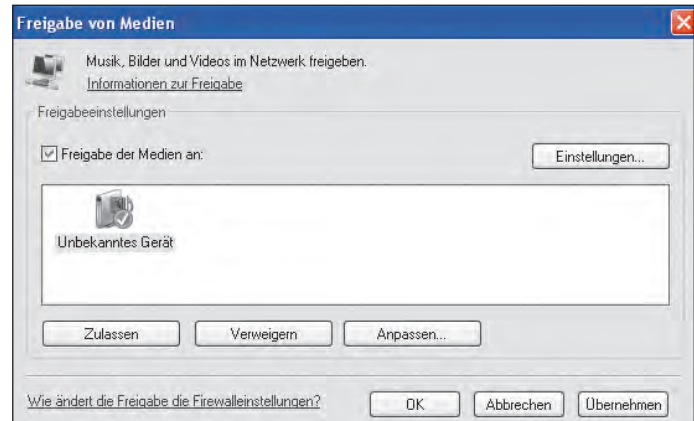 Freigabe von Medien
Musik, Bilder und Videos im Netzwerk freigeben.
Informationen zur Freigabe
Freigabeeinstellungen
Freigabe der Medien an:
Einstellungen...
Unbekanntes Gerät
Zulassen Verweigern Anpassen...
Wie ändert die Freigabe die Firewalleinstellungen? OK Abbrechen Übernehmen